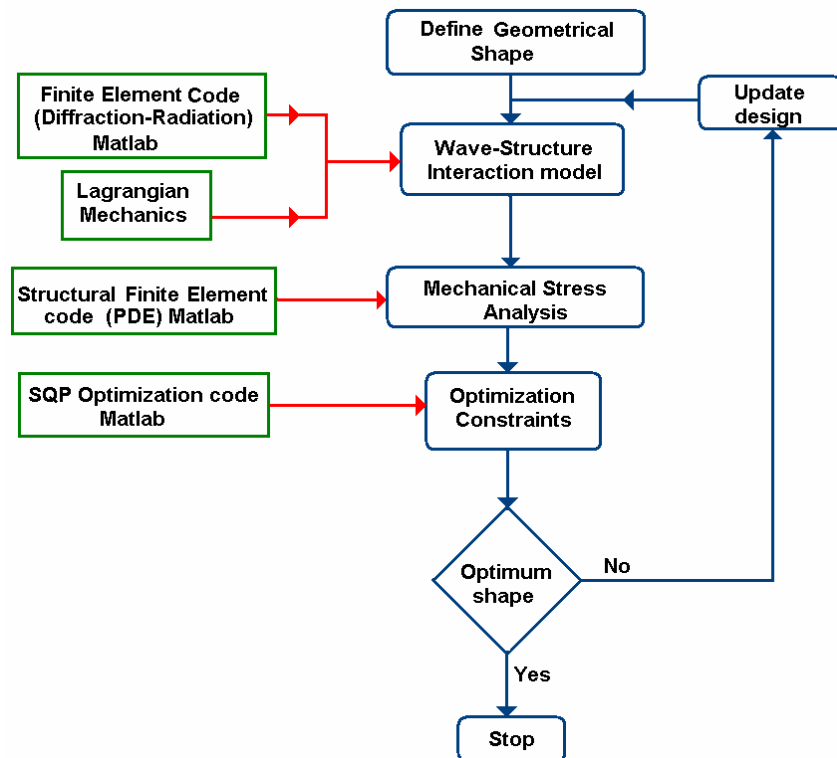 Define Geometrical
Shape
Finite Element Code
(Diffraction-Radiation)
Matlab
Update
design
Wave-Structure
Interaction model
Lagrangian
Mechanics
Structural Finite Element
code (PDE) Matlab
Mechanical Stress
Analysis
SQP Optimization code
Matlab
Optimization
Constraints
Optimum
shape
No
Yes
Stop